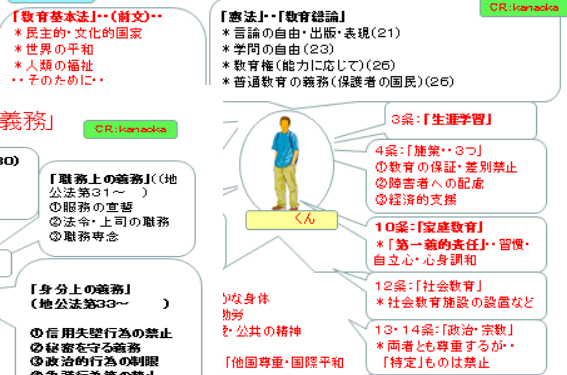 『教育基本法』‥(前文)‥
＊民主的・文化的国家
＊世界の平和
＊人類の福祉
‥そのために‥
『憲法』・『教育総論』
＊言論の自由・出版・表現(21)
＊学問の自由(23)
＊教育権(能力に応じて)(26)
＊普通教育の義務(保護者の国民)(26)
CR:kanaoka
義務』
CR:kanaoka
『職務上の義務』((地
公法第31～　)
①服務の宣誓
②法令・上司の職務
③職務専念
『身分上の義務』
(地公法第33～　　)
①信用失墜行為の禁止
②秘密を守る義務
③政治的行為の制限
くん
3条：『生涯学習』
4条：『施策‥3つ』
①教育の保証・差別禁止
②障害者への配慮
③経済的支援
10条：『家庭教育』
＊『第一義的責任』‥習慣・
自立心・心身調和
12条：『社会教育』
＊社会教育施設の設置など
13・14条：『政治・宗教』
＊両者とも尊重するが‥
『特定』ものは禁止
かな身体
勤労
愛・公共の精神
『他国尊重・国際平和